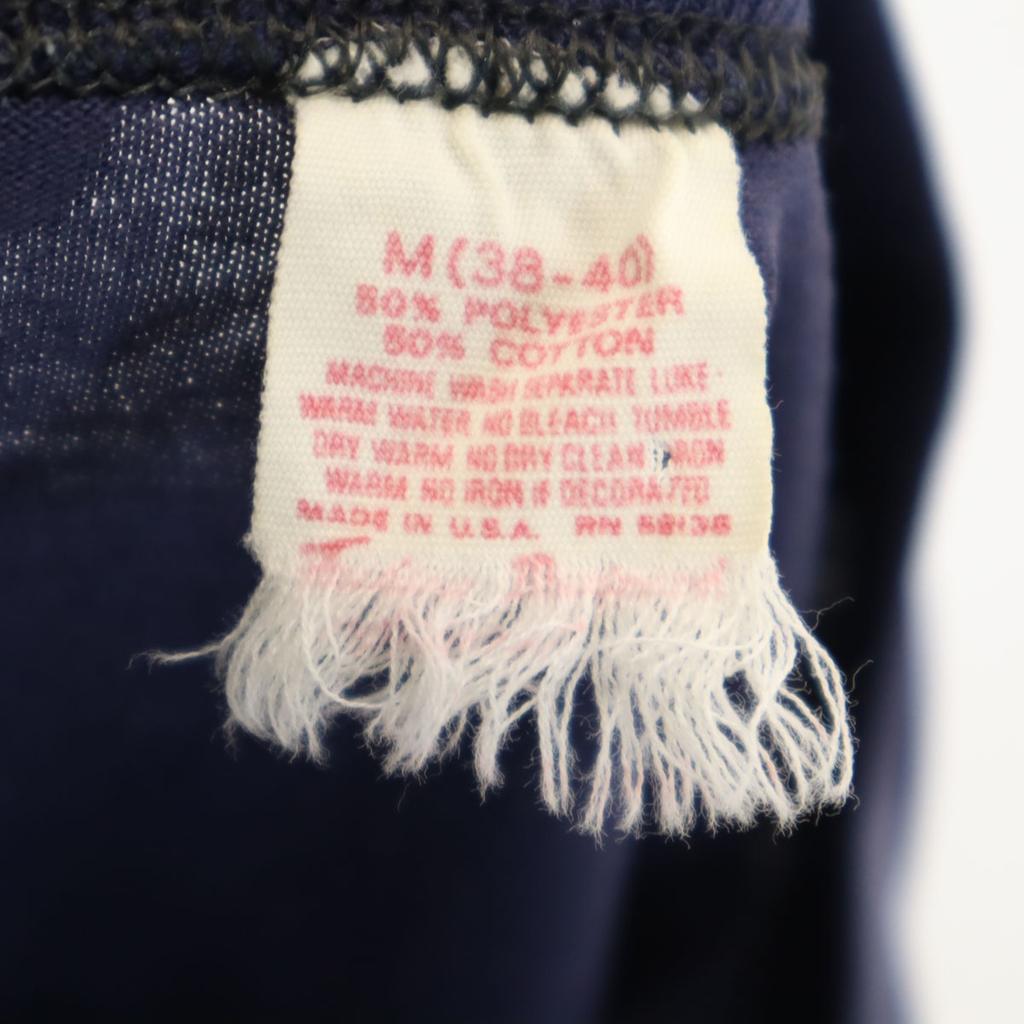 M (38-40)
50% POLYESTER
50% COTTON
MACHINE WASH SEPARATE LUKE-
WARM WATER NO BLEACH TUMBLE
DRY WARM NO DRY CLEAN IRON
WARM NO IRON IF DECORATED
MADE IN U.S.A. RN